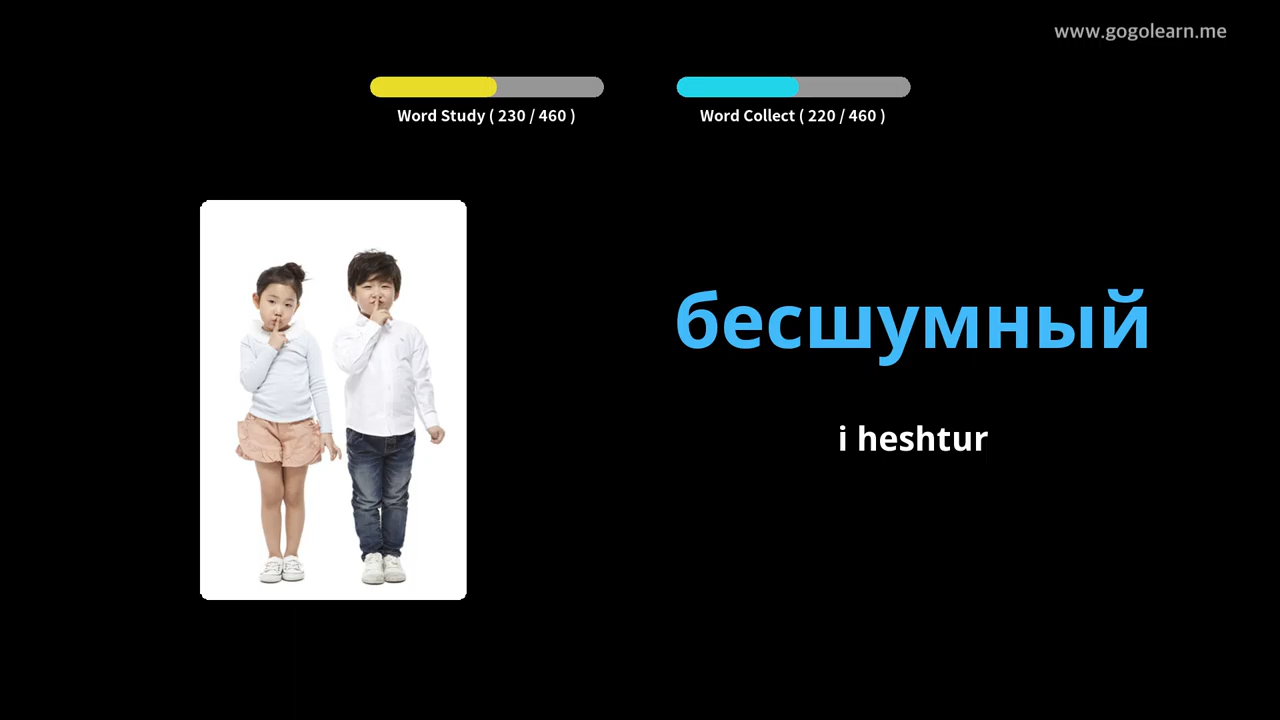 www.gogolearn.me
Word Study ( 230 / 460 )
Word Collect ( 220 / 460 )
бесшумный
i heshtur